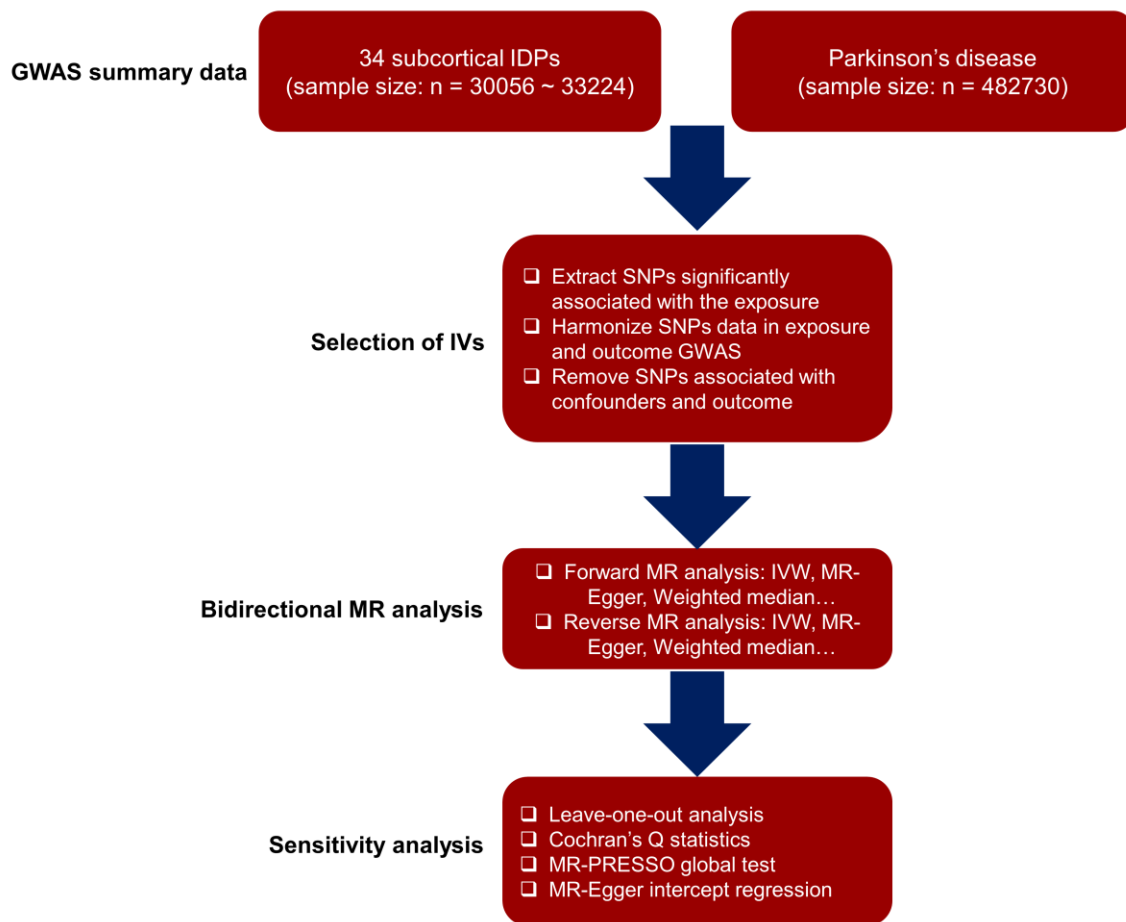 GWAS summary data
34 subcortical IDPs
(sample size: n = 30056 ~ 33224)
Parkinson's disease
(sample size: n = 482730)
Selection of IVs
❑ Extract SNPs significantly
associated with the exposure
❑ Harmonize SNPs data in exposure
and outcome GWAS
❑ Remove SNPs associated with
confounders and outcome
Bidirectional MR analysis
❑ Forward MR analysis: IVW, MR-
Egger, Weighted median…
❑ Reverse MR analysis: IVW, MR-
Egger, Weighted median…
Sensitivity analysis
❑ Leave-one-out analysis
❑ Cochran's Q statistics
❑ MR-PRESSO global test
❑ MR-Egger intercept regression